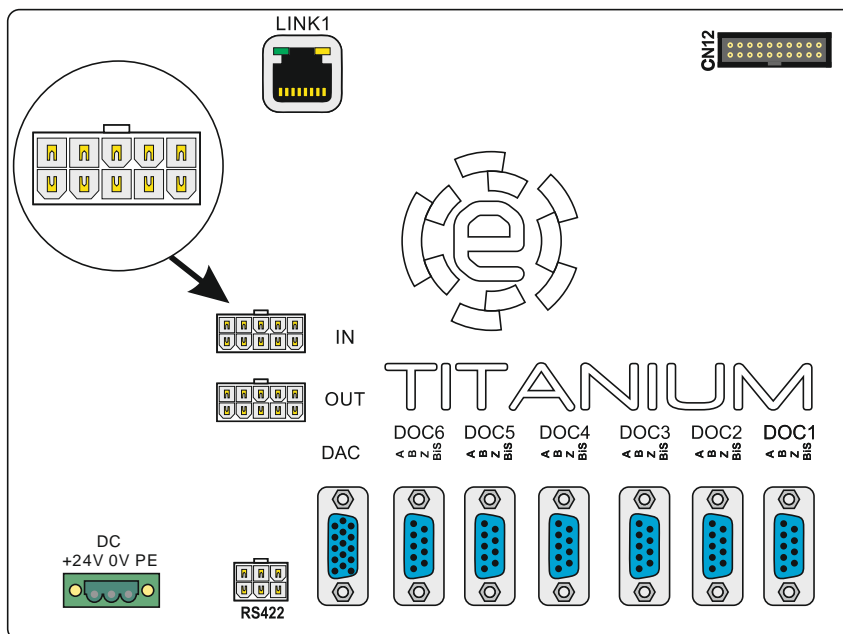 LINK1
CN12
IN
TITANIUM
OUT
DAC
DOC6
A B Z BiS
DOC5
A B Z BiS
DOC4
A B Z BiS
DOC3
A B Z BiS
DOC2
A B Z BiS
DOC1
A B Z BiS
DC
+24V 0V PE
RS422